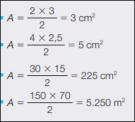 ▪ A = 2 × 3 / 2 = 3 cm²
▪ A = 4 × 2,5 / 2 = 5 cm²
▪ A = 30 × 15 / 2 = 225 cm²
▪ A = 150 × 70 / 2 = 5.250 m²